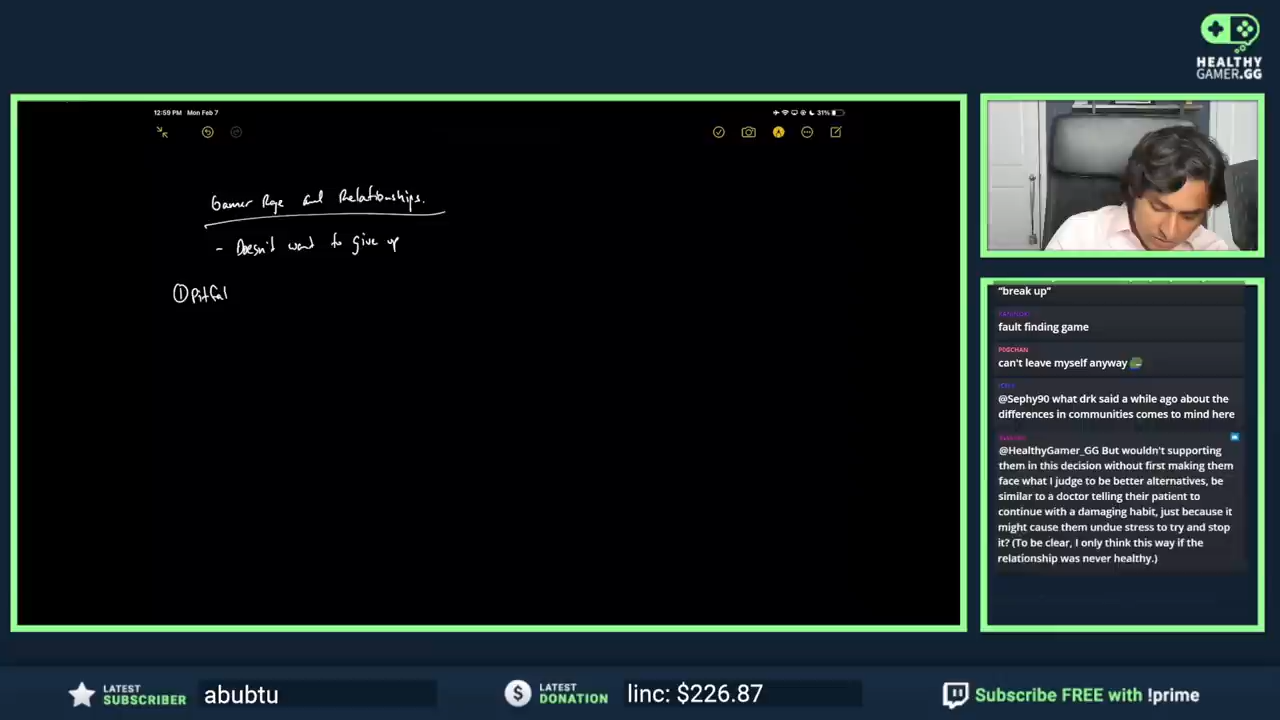 HEALTHY
GAMER.GG
12:59 PM Mon Feb 7
31%
Gamer Rage and Relationships.
- Doesn't want to give up
① Pitfal
"break up"
fault finding game
can't leave myself anyway
@Sephy90 what drk said a while ago about the
differences in communities comes to mind here
@HealthyGamer_GG But wouldn't supporting
them in this decision without first making them
face what I judge to be better alternatives, be
similar to a doctor telling their patient to
continue with a damaging habit, just because it
might cause them undue stress to try and stop
it? (To be clear, I only think this way if the
relationship was never healthy.)
LATEST
SUBSCRIBER
abubtu
LATEST
DONATION
linc: $226.87
Subscribe FREE with !prime